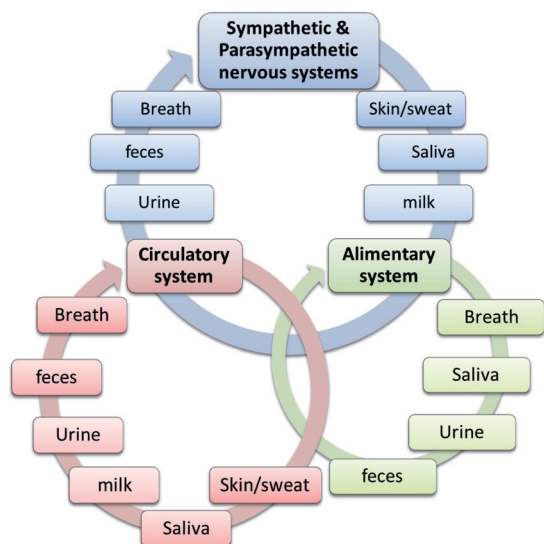 Sympathetic &
Parasympathetic
nervous systems
Breath
Skin/sweat
feces
Saliva
Urine
milk
Circulatory
system
Alimentary
system
Breath
feces
Urine
milk
Saliva
Skin/sweat
Breath
Saliva
Urine
feces